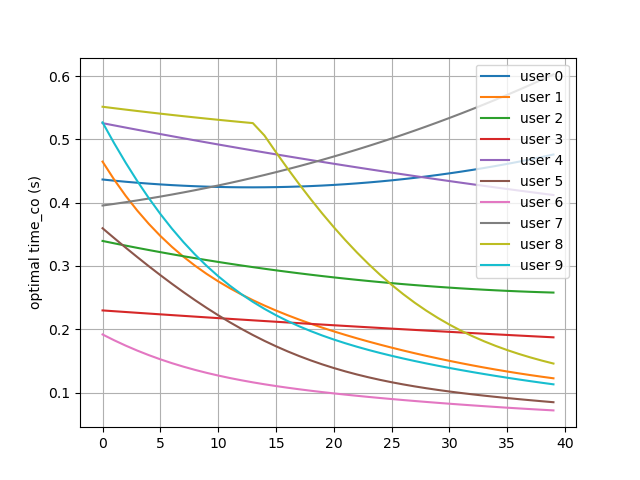 optimal time_co (s)
0.6
0.5
0.4
0.3
0.2
0.1
0 5 10 15 20 25 30 35 40
user 0
user 1
user 2
user 3
user 4
user 5
user 6
user 7
user 8
user 9